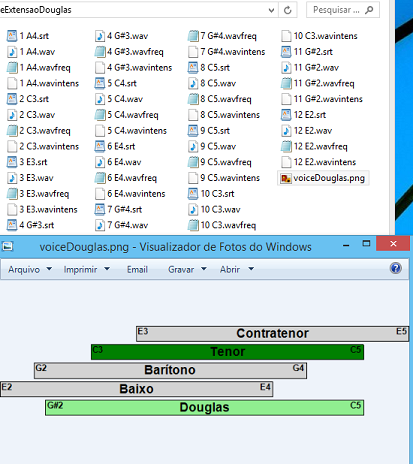 eExtensaoDouglas
Pesquisar ...
1 A4.srt
1 A4.wav
1 A4.wavfreq
1 A4.wavintens
2 C3.srt
2 C3.wav
2 C3.wavfreq
2 C3.wavintens
3 E3.srt
3 E3.wav
3 E3.wavfreq
3 E3.wavintens
4 G#3.srt
4 G#3.wav
4 G#3.wavfreq
4 G#3.wavintens
5 C4.srt
5 C4.wav
5 C4.wavfreq
5 C4.wavintens
6 E4.srt
6 E4.wav
6 E4.wavfreq
6 E4.wavintens
7 G#4.srt
7 G#4.wav
7 G#4.wavfreq
7 G#4.wavintens
8 C5.srt
8 C5.wav
8 C5.wavfreq
8 C5.wavintens
9 C5.srt
9 C5.wav
9 C5.wavfreq
9 C5.wavintens
10 C3.srt
10 C3.wav
10 C3.wavfreq
10 C3.wavintens
11 G#2.srt
11 G#2.wav
11 G#2.wavfreq
11 G#2.wavintens
12 E2.srt
12 E2.wav
12 E2.wavfreq
12 E2.wavintens
voiceDouglas.png
voiceDouglas.png - Visualizador de Fotos do Windows
Arquivo Imprimir Email Gravar Abrir
E3 Contratenor E5
C3 Tenor C5
G2 Barítono G4
E2 Baixo E4
G#2 Douglas C5